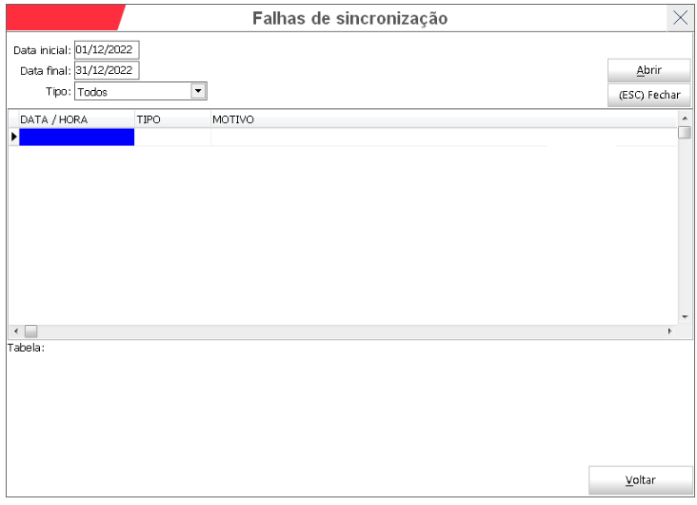 Falhas de sincronização
Data inicial: 01/12/2022
Data final: 31/12/2022
Tipo: Todos
Abrir
(ESC) Fechar
DATA / HORA TIPO MOTIVO
Tabela:
Voltar